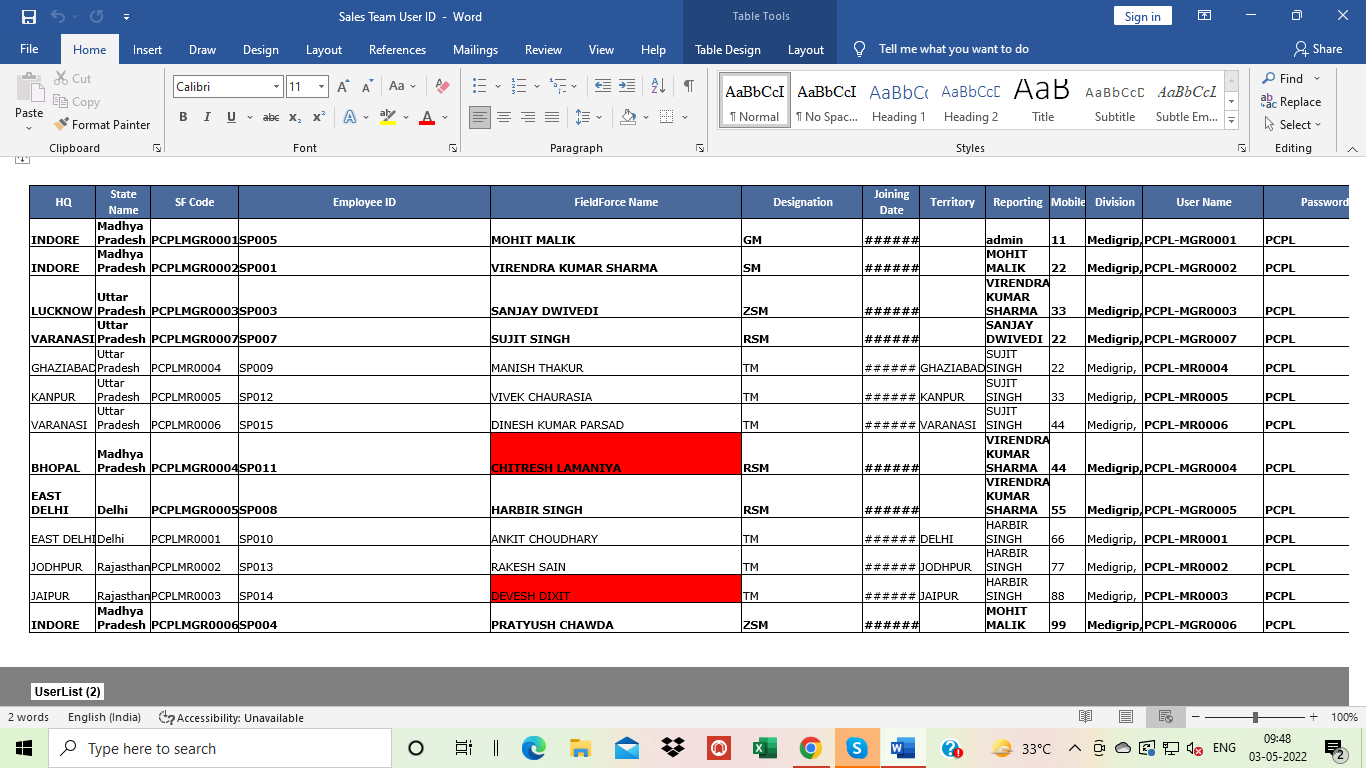 Sales Team User ID - Word
Table Tools
Sign in
File Home Insert Draw Design Layout References Mailings Review View Help Table Design Layout Tell me what you want to do Share
Cut
Copy
Paste
Format Painter
Clipboard
Calibri 11
Font
Paragraph
AaBbCcI AaBbCcI AaBbCc AaBbCcD AaB AaBbCcD AaBbCcI
¶ Normal ¶ No Spac... Heading 1 Heading 2 Title Subtitle Subtle Em...
Styles
Find
Replace
Select
Editing
HQ State Name SF Code Employee ID FieldForce Name Designation Joining Date Territory Reporting Mobile Division User Name Password
INDORE Madhya Pradesh PCPLMGR0001 SP005 MOHIT MALIK GM ###### admin 11 Medigrip, PCPL-MGR0001 PCPL
INDORE Madhya Pradesh PCPLMGR0002 SP001 VIRENDRA KUMAR SHARMA SM ###### MOHIT MALIK 22 Medigrip, PCPL-MGR0002 PCPL
LUCKNOW Uttar Pradesh PCPLMGR0003 SP003 SANJAY DWIVEDI ZSM ###### VIRENDRA KUMAR SHARMA 33 Medigrip, PCPL-MGR0003 PCPL
VARANASI Uttar Pradesh PCPLMGR0007 SP007 SUJIT SINGH RSM ###### SANJAY DWIVEDI 22 Medigrip, PCPL-MGR0007 PCPL
GHAZIABAD Uttar Pradesh PCPLMR0004 SP009 MANISH THAKUR TM ###### GHAZIABAD SUJIT SINGH 22 Medigrip, PCPL-MR0004 PCPL
KANPUR Uttar Pradesh PCPLMR0005 SP012 VIVEK CHAURASIA TM ###### KANPUR SUJIT SINGH 33 Medigrip, PCPL-MR0005 PCPL
VARANASI Uttar Pradesh PCPLMR0006 SP015 DINESH KUMAR PARSAD TM ###### VARANASI SUJIT SINGH 44 Medigrip, PCPL-MR0006 PCPL
BHOPAL Madhya Pradesh PCPLMGR0004 SP011 CHITRESH LAMANIYA RSM ###### VIRENDRA KUMAR SHARMA 44 Medigrip, PCPL-MGR0004 PCPL
EAST DELHI Delhi PCPLMGR0005 SP008 HARBIR SINGH RSM ###### VIRENDRA KUMAR SHARMA 55 Medigrip, PCPL-MGR0005 PCPL
EAST DELHI Delhi PCPLMR0001 SP010 ANKIT CHOUDHARY TM ###### DELHI HARBIR SINGH 66 Medigrip, PCPL-MR0001 PCPL
JODHPUR Rajasthan PCPLMR0002 SP013 RAKESH SAIN TM ###### JODHPUR HARBIR SINGH 77 Medigrip, PCPL-MR0002 PCPL
JAIPUR Rajasthan PCPLMR0003 SP014 DEVESH DIXIT TM ###### JAIPUR HARBIR SINGH 88 Medigrip, PCPL-MR0003 PCPL
INDORE Madhya Pradesh PCPLMGR0006 SP004 PRATYUSH CHAWDA ZSM ###### MOHIT MALIK 99 Medigrip, PCPL-MGR0006 PCPL
UserList (2)
2 words English (India) Accessibility: Unavailable 100%
Type here to search
33°C ENG
09:48
03-05-2022
2